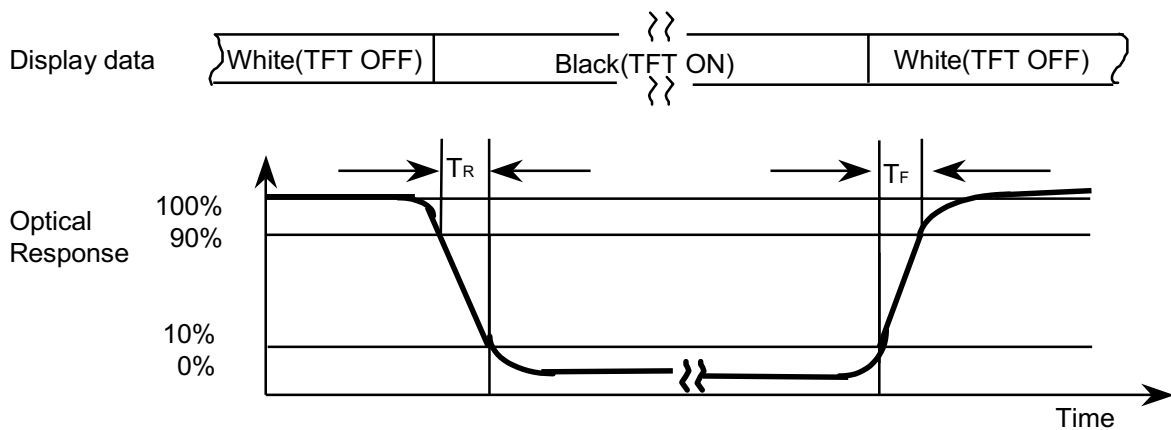 Display data
White(TFT OFF)
Black(TFT ON)
White(TFT OFF)
TR
TF
Optical
Response
100%
90%
10%
0%
Time